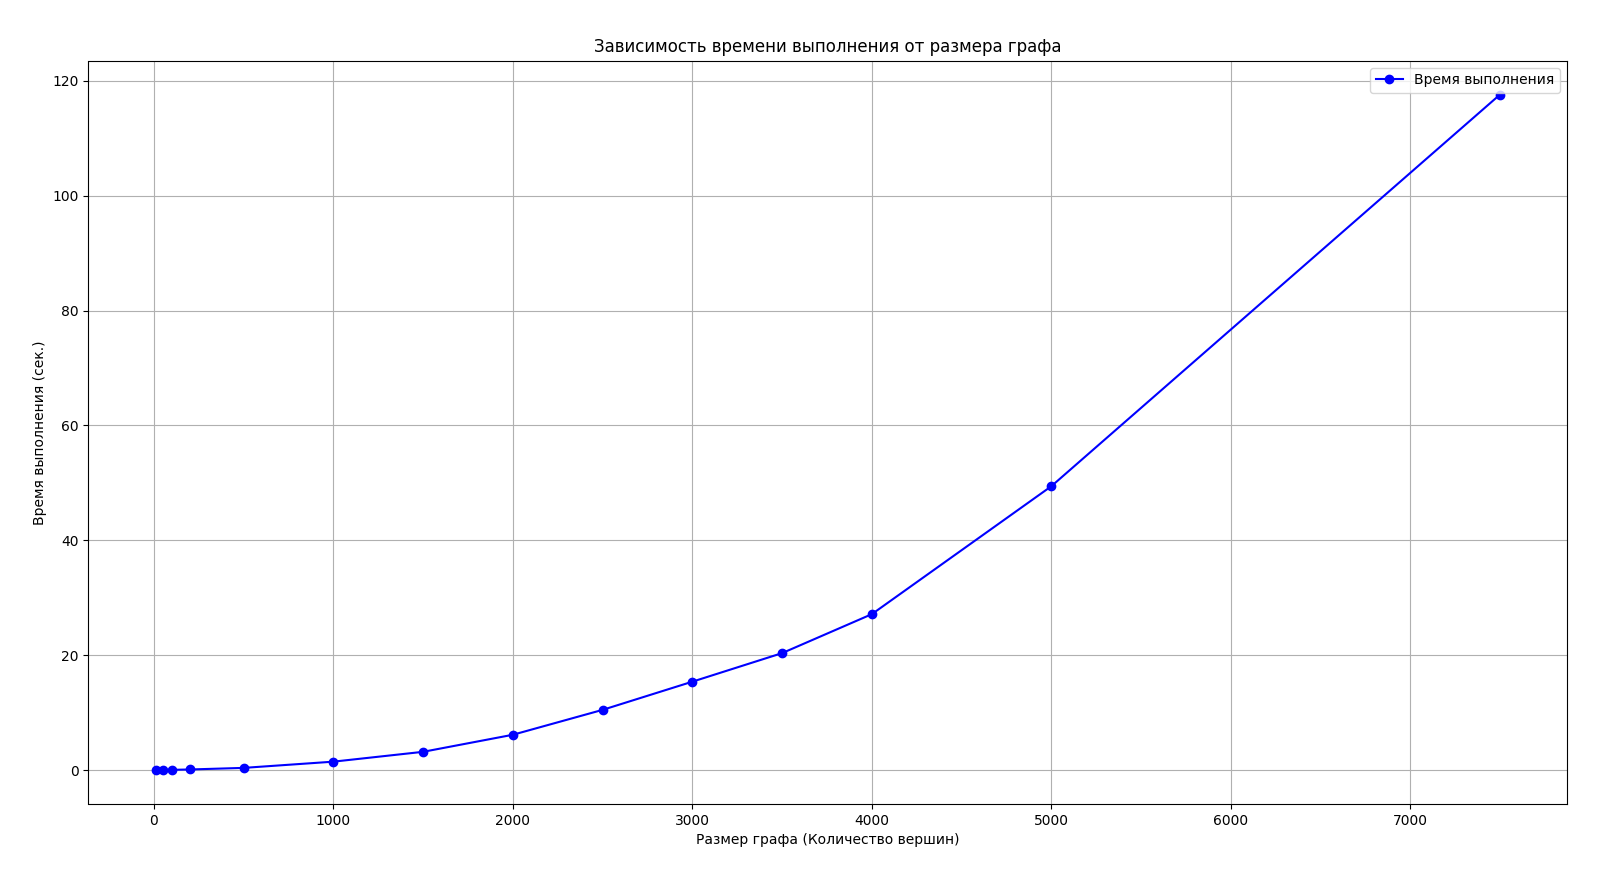 Зависимость времени выполнения от размера графа
Время выполнения
120
100
80
60
40
20
0
Время выполнения (сек.)
0 1000 2000 3000 4000 5000 6000 7000
Размер графа (Количество вершин)